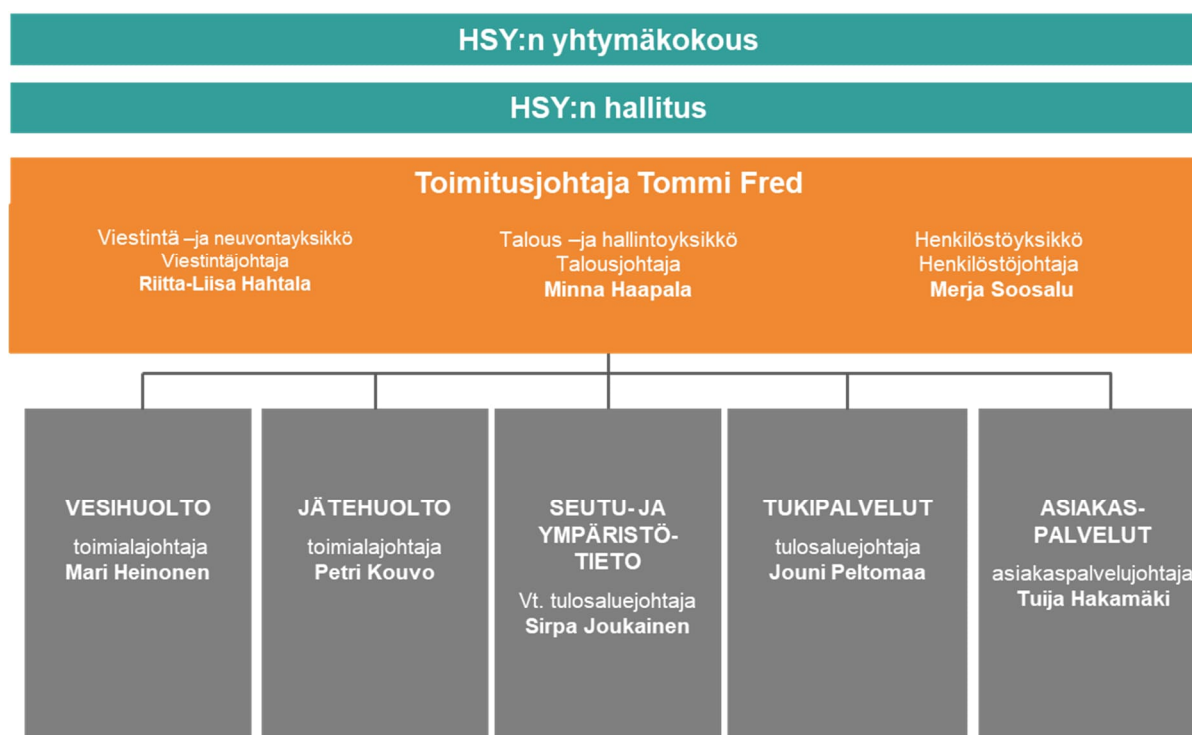 HSY:n yhtymäkokous
HSY:n hallitus
Toimitusjohtaja Tommi Fred
Viestintä –ja neuvontayksikkö
Viestintäjohtaja
Riitta-Liisa Hahtala
Talous –ja hallintoyksikkö
Talousjohtaja
Minna Haapala
Henkilöstöyksikkö
Henkilöstöjohtaja
Merja Soosalu
VESIHUOLTO
toimialajohtaja
Mari Heinonen
JÄTEHUOLTO
toimialajohtaja
Petri Kouvo
SEUTU- JA
YMPÄRISTÖ-
TIETO
Vt. tulosaluejohtaja
Sirpa Joukainen
TUKIPALVELUT
tulosaluejohtaja
Jouni Peltomaa
ASIAKAS-
PALVELUT
asiakaspalvelujohtaja
Tuija Hakamäki